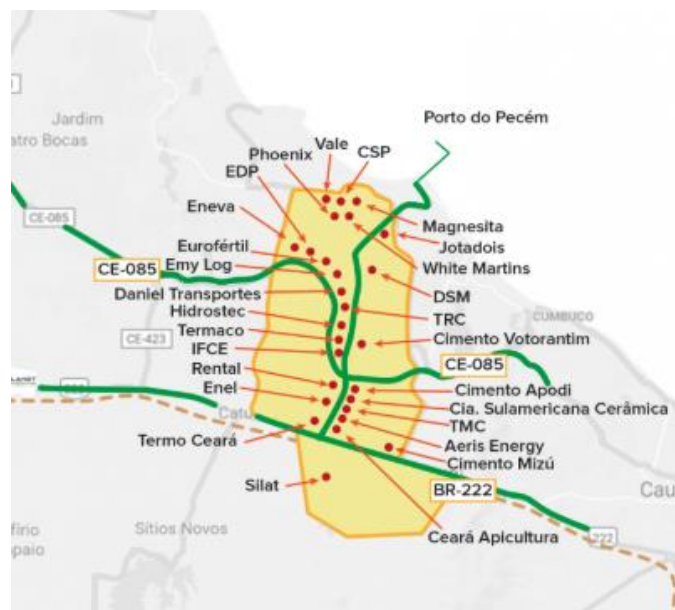 Porto do Pecém
Jardim
Vale
CSP
Phoenix
EDP
Eneva
Magnesita
Jotadois
CE-085
Eurofértil
White Martins
CE-085
Emy Log
Daniel Transportes
DSM
Hidrostec
TRC
CUMBUCO
Termaco
CE-423
Cimento Votorantim
IFCE
CE-085
Rental
Enel
Cimento Apodi
Cia. Sulamericana Cerâmica
TMC
Termo Ceará
Aeris Energy
Cimento Mizú
Silat
BR-222
Cau
Sítios Novos
Ceará Apicultura
222